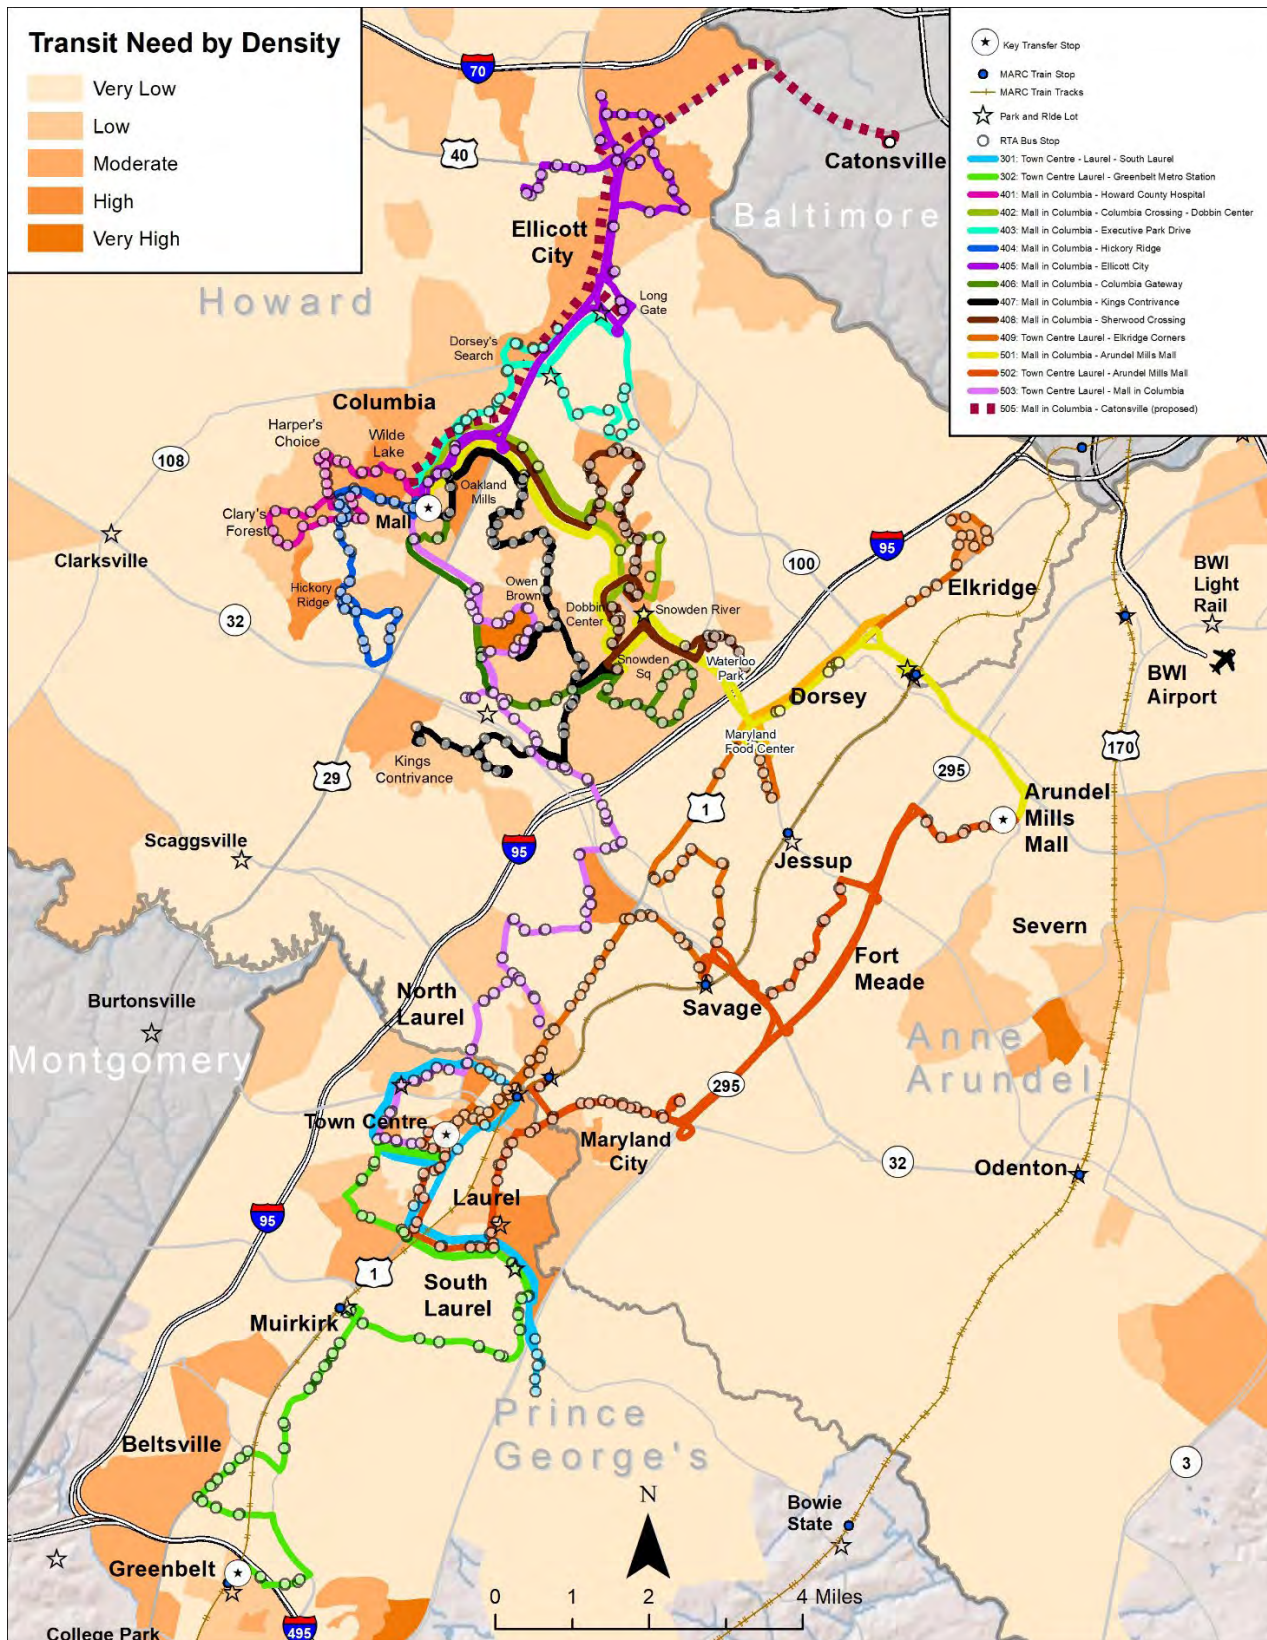 Transit Need by Density
Very Low
Low
Moderate
High
Very High
Key Transfer Stop
MARC Train Stop
MARC Train Tracks
Park and Ride Lot
RTA Bus Stop
301: Town Centre - Laurel - South Laurel
302: Town Centre Laurel - Greenbelt Metro Station
401: Mall in Columbia - Howard County Hospital
402: Mall in Columbia - Columbia Crossing - Dobbin Center
403: Mall in Columbia - Executive Park Drive
404: Mall in Columbia - Hickory Ridge
405: Mall in Columbia - Ellicott City
406: Mall in Columbia - Columbia Gateway
407: Mall in Columbia - Kings Contrivance
408: Mall in Columbia - Sherwood Crossing
409: Town Centre Laurel - Elkridge Corners
501: Mall in Columbia - Arundel Mills Mall
502: Town Centre Laurel - Arundel Mills Mall
503: Town Centre Laurel - Mall in Columbia
505: Mall in Columbia - Catonsville (proposed)
70
40
Catonsville
Baltimore
Ellicott
City
Howard
Long
Gate
Dorsey's
Search
Columbia
Harper's
Choice
Wilde
Lake
108
Oakland
Mills
Clary's
Forest
Mall
Clarksville
95
100
BWI
Light
Rail
Elkridge
Hickory
Ridge
Owen
Brown
Dobbin
Center
Snowden River
32
Snowden
Sq
Waterloo
Park
Dorsey
BWI
Airport
Maryland
Food Center
Kings
Contrivance
29
170
295
1
Arundel
Mills
Mall
Scaggsville
95
Jessup
Severn
Fort
Meade
North
Laurel
Burtonsville
Savage
Montgomery
Anne
Arundel
295
Town Centre
Maryland
City
32
Odenton
Laurel
95
1
South
Laurel
Muirkirk
Prince
George's
Beltsville
3
N
Bowie
State
Greenbelt
0 1 2 4 Miles
College Park
495